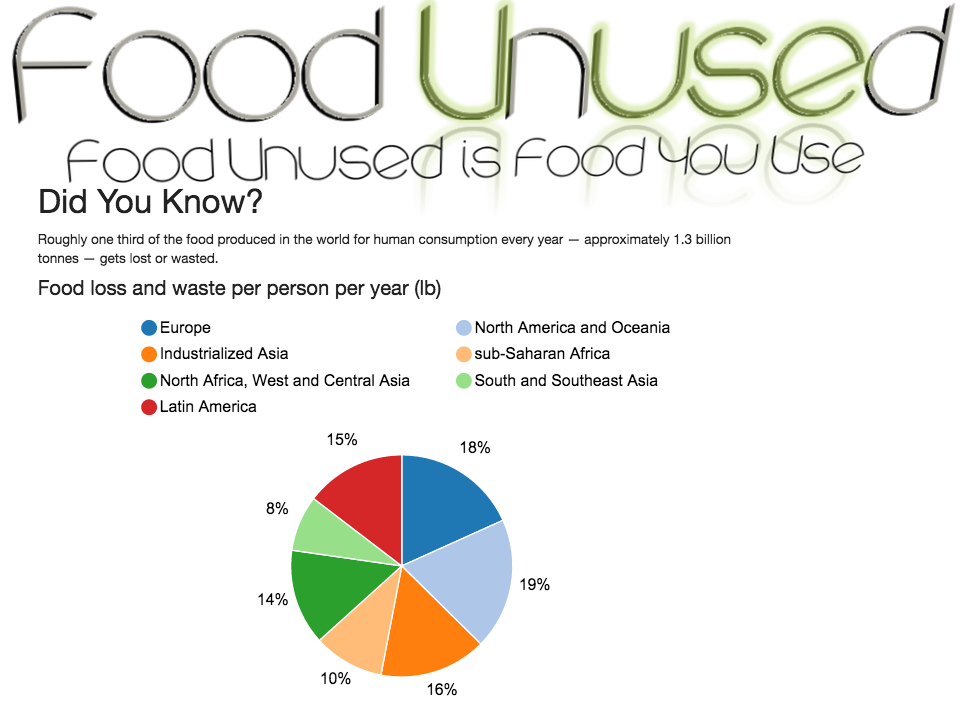 Food Unused
Food Unused is Food You Use
Did You Know?
Roughly one third of the food produced in the world for human consumption every year — approximately 1.3 billion
tonnes — gets lost or wasted.
Food loss and waste per person per year (lb)
Europe
North America and Oceania
Industrialized Asia
sub-Saharan Africa
North Africa, West and Central Asia
South and Southeast Asia
Latin America
15%
18%
8%
19%
14%
10%
16%